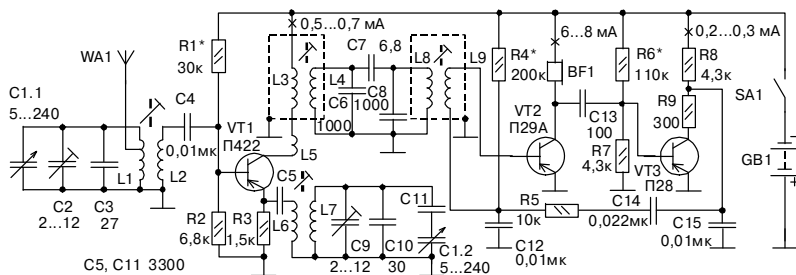 WA1
C1.1
5...240
R1*
30к
C4
0,01мк
VT1
П422
L1
L2
C2
2...12
C3
27
R2
6,8к
R3
1,5к
C5, C11 3300
0,5...0,7 мА
L3
L4
C7
6,8
C6
1000
C8
1000
L5
C5
L6
L7
C9
2...12
C10
30
C11
C1.2
5...240
L8
L9
R4*
200к
6...8 мА
BF1
VT2
П29А
C13
100
R6*
110к
R7
4,3к
0,2...0,3 мА
R8
4,3к
R9
300
VT3
П28
R5
10к
C14
0,022мк
C12
0,01мк
C15
0,01мк
SA1
GB1